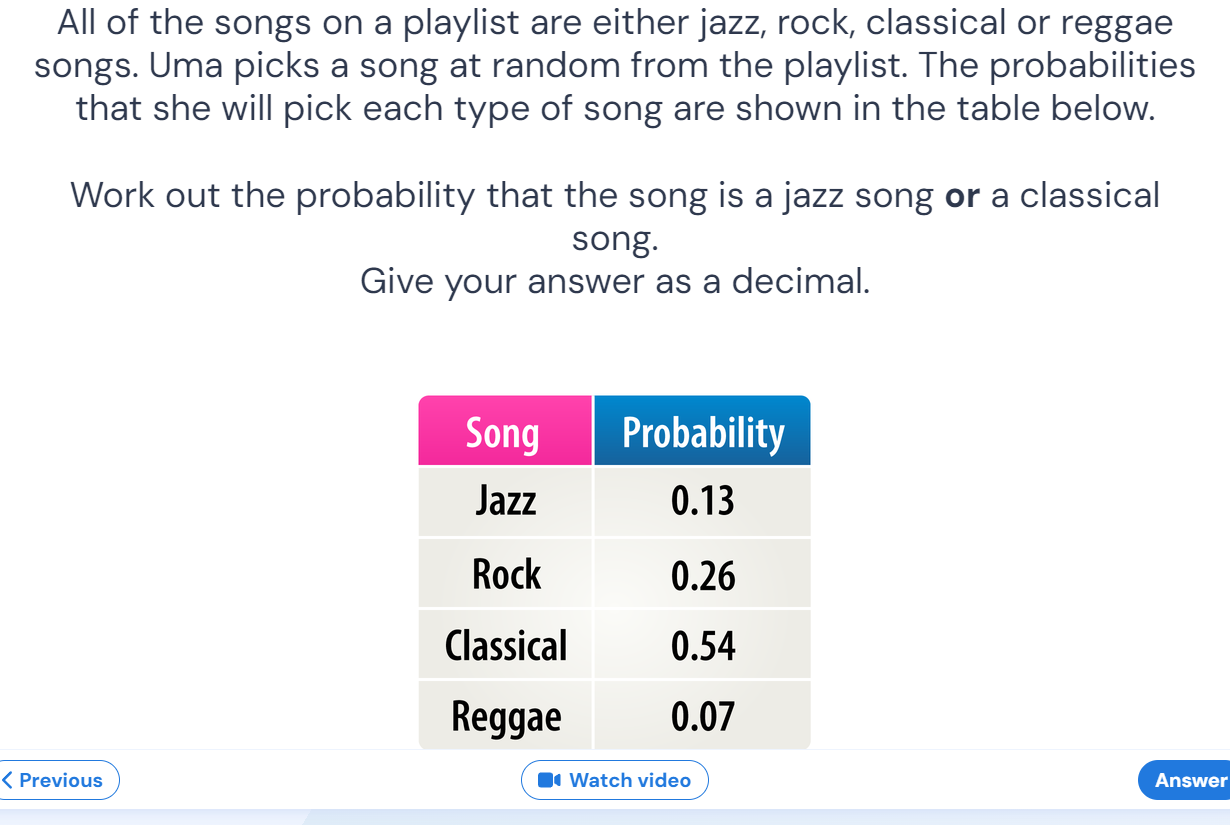 All of the songs on a playlist are either jazz, rock, classical or reggae
songs. Uma picks a song at random from the playlist. The probabilities
that she will pick each type of song are shown in the table below.
Work out the probability that the song is a jazz song or a classical
song.
Give your answer as a decimal.
Song Probability
Jazz 0.13
Rock 0.26
Classical 0.54
Reggae 0.07
Previous Watch video Answer